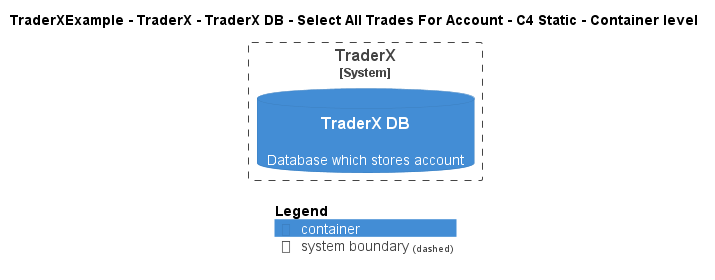 TraderXExample - TraderX - TraderX DB - Select All Trades For Account - C4 Static - Container level
TraderX
[System]
TraderX DB
Database which stores account
Legend
container
system boundary (dashed)